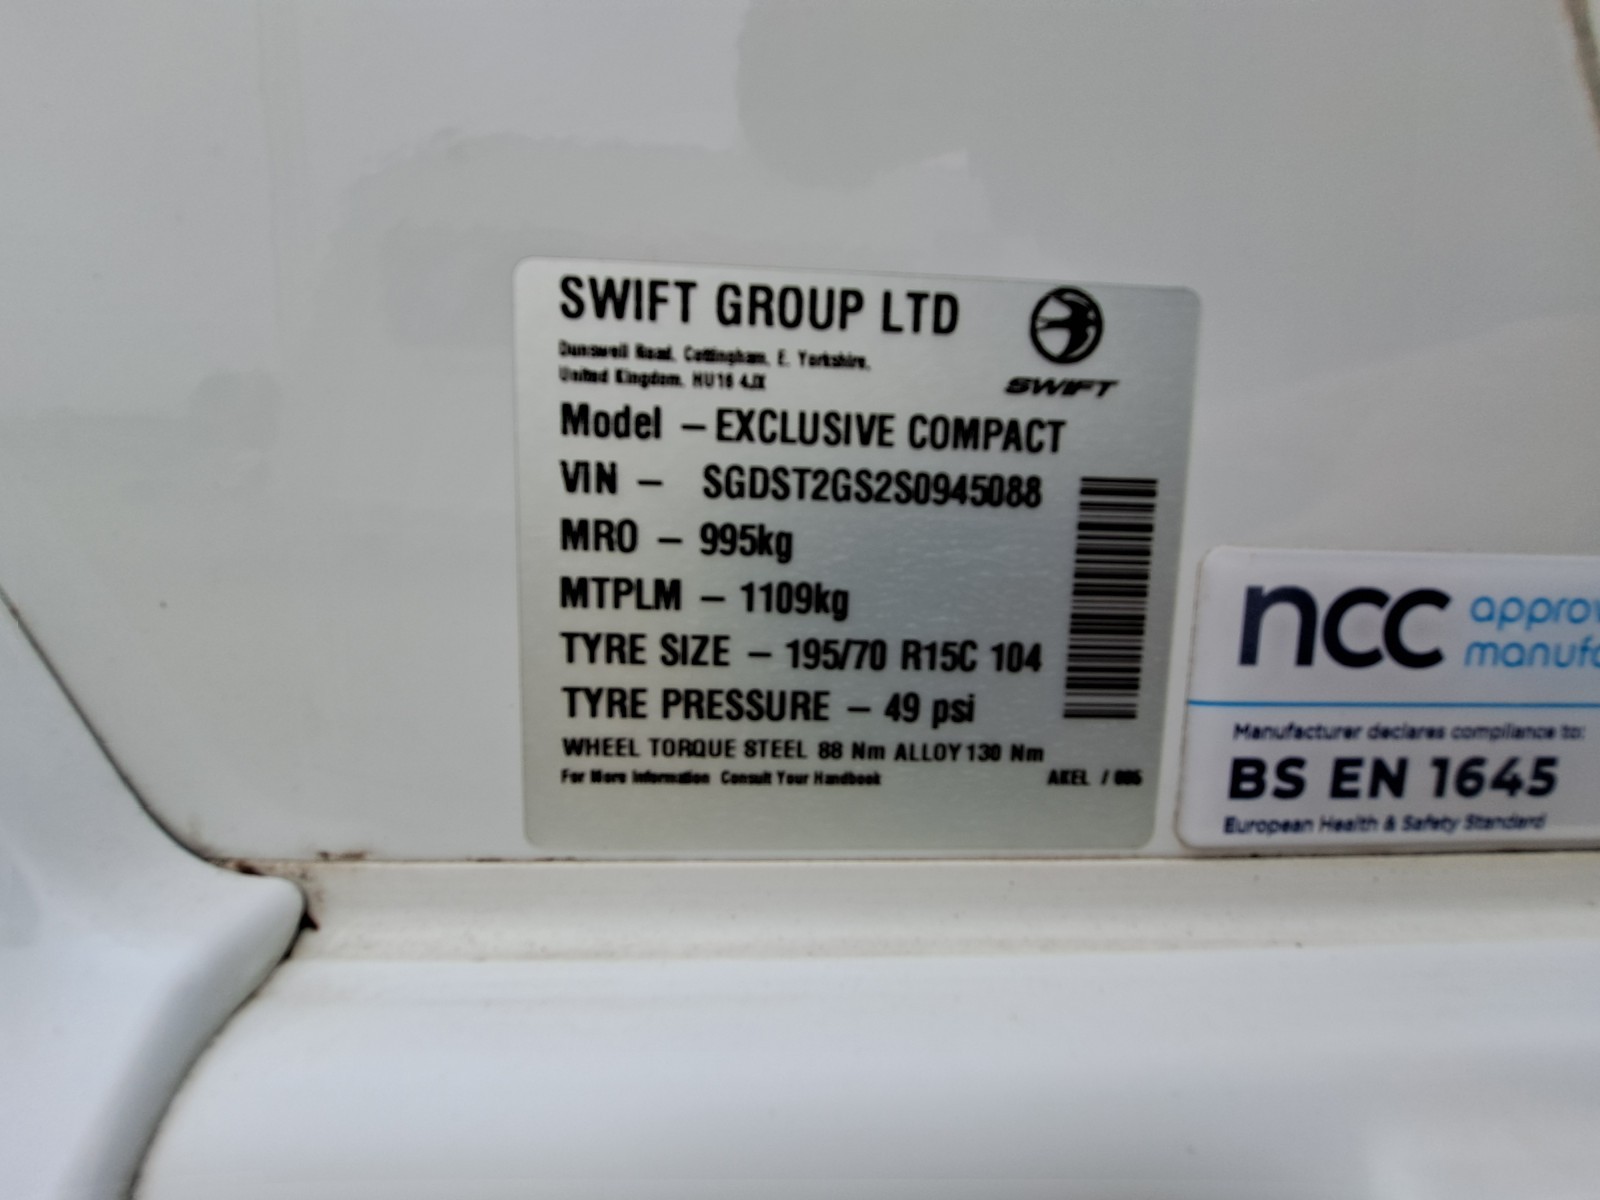 SWIFT GROUP LTD
Dunswell Road, Cottingham, E. Yorkshire,
United Kingdom, HU16 4JX
SWIFT
Model – EXCLUSIVE COMPACT
VIN – SGDST2GS2S0945088
MRO – 995kg
MTPLM – 1109kg
TYRE SIZE – 195/70 R15C 104
TYRE PRESSURE – 49 psi
WHEEL TORQUE STEEL 88 Nm ALLOY 130 Nm
For More Information Consult Your Handbook
ncc
approv
manufa
Manufacturer declares compliance to:
BS EN 1645
European Health & Safety Standard